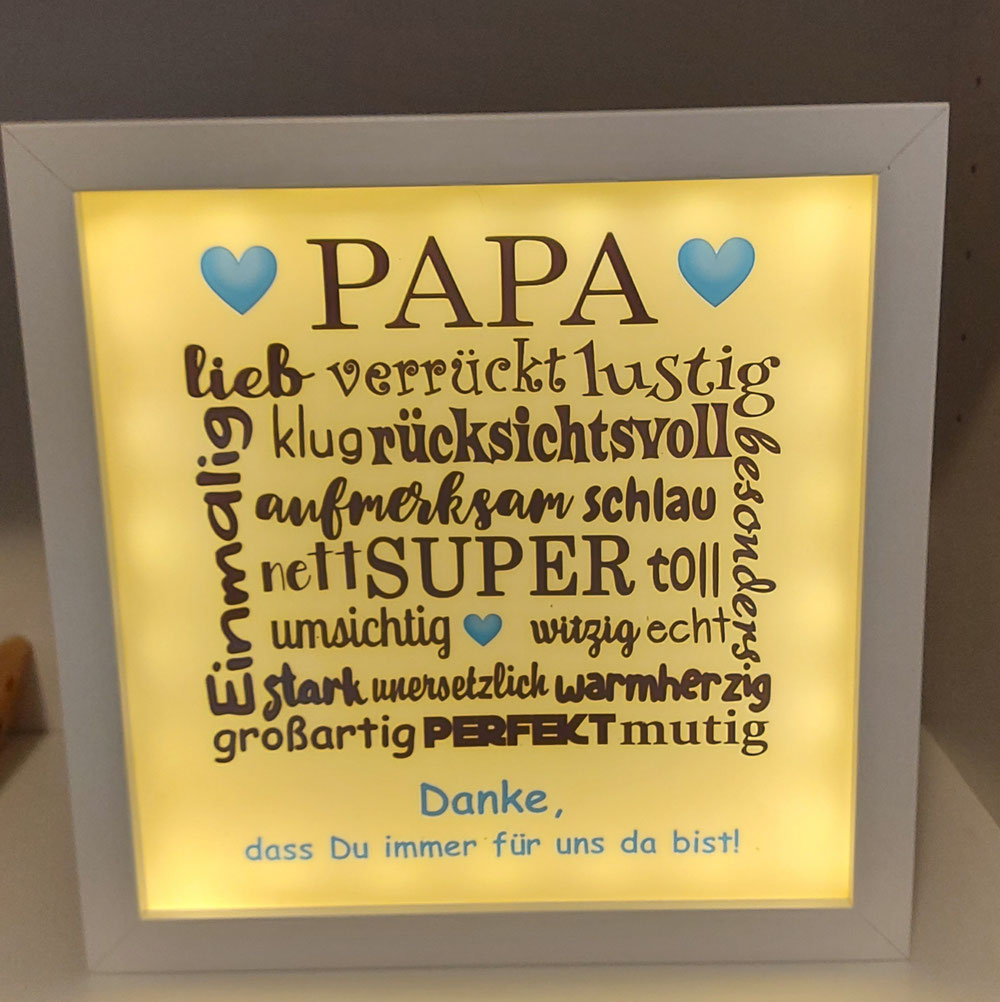 PAPA
lieb verrückt lustig
Einmalig
klug rücksichtsvoll
besonders
aufmerksam schlau
nett SUPER toll
umsichtig witzig echt
stark unersetzlich warmherzig
großartig PERFEKT mutig
Danke,
dass Du immer für uns da bist!